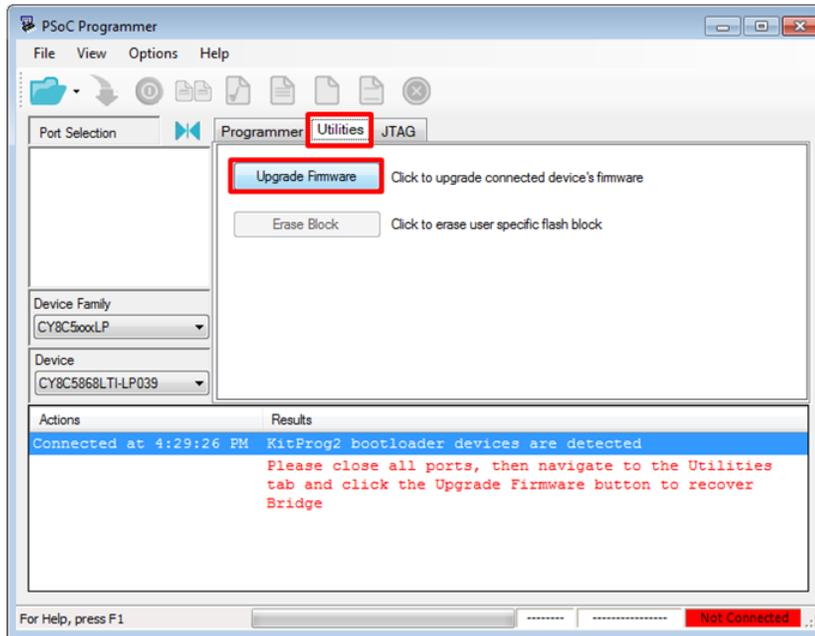 PSoC Programmer
File View Options Help
Port Selection
Programmer Utilities JTAG
Upgrade Firmware Click to upgrade connected device's firmware
Erase Block Click to erase user specific flash block
Device Family
CY8C5xxxLP
Device
CY8C5868LTI-LP039
Actions Results
Connected at 4:29:26 PM KitProg2 bootloader devices are detected
Please close all ports, then navigate to the Utilities
tab and click the Upgrade Firmware button to recover
Bridge
For Help, press F1 -------- ---------------- Not Connected